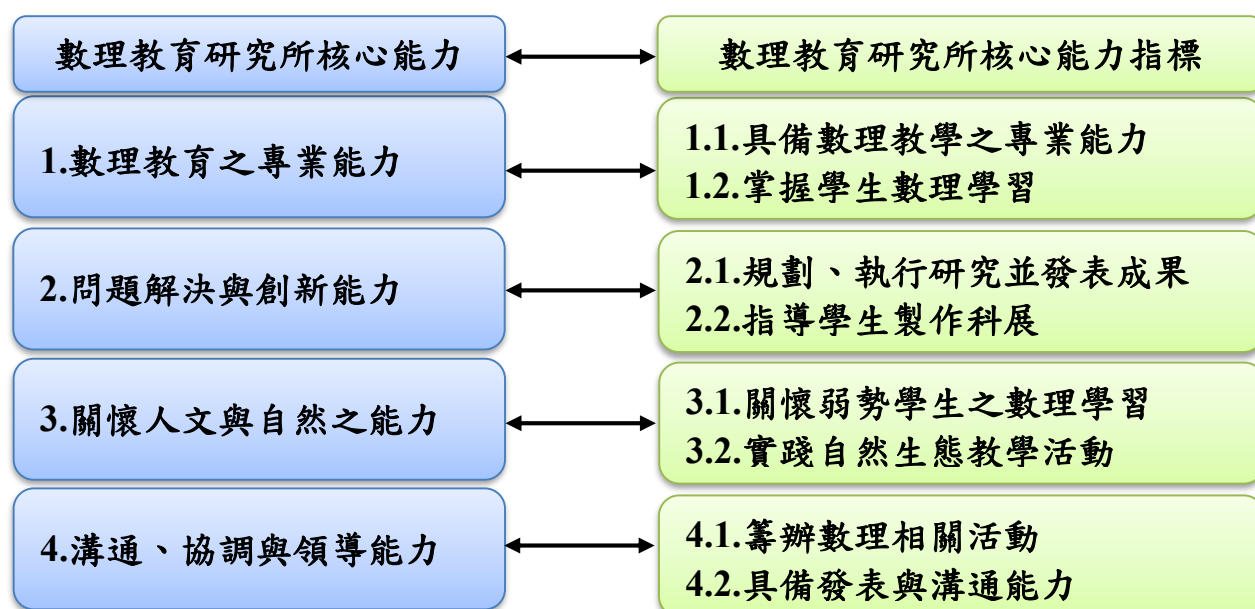 數理教育研究所核心能力
數理教育研究所核心能力指標
1.數理教育之專業能力
1.1.具備數理教學之專業能力
1.2.掌握學生數理學習
2.問題解決與創新能力
2.1.規劃、執行研究並發表成果
2.2.指導學生製作科展
3.關懷人文與自然之能力
3.1.關懷弱勢學生之數理學習
3.2.實踐自然生態教學活動
4.溝通、協調與領導能力
4.1.籌辦數理相關活動
4.2.具備發表與溝通能力